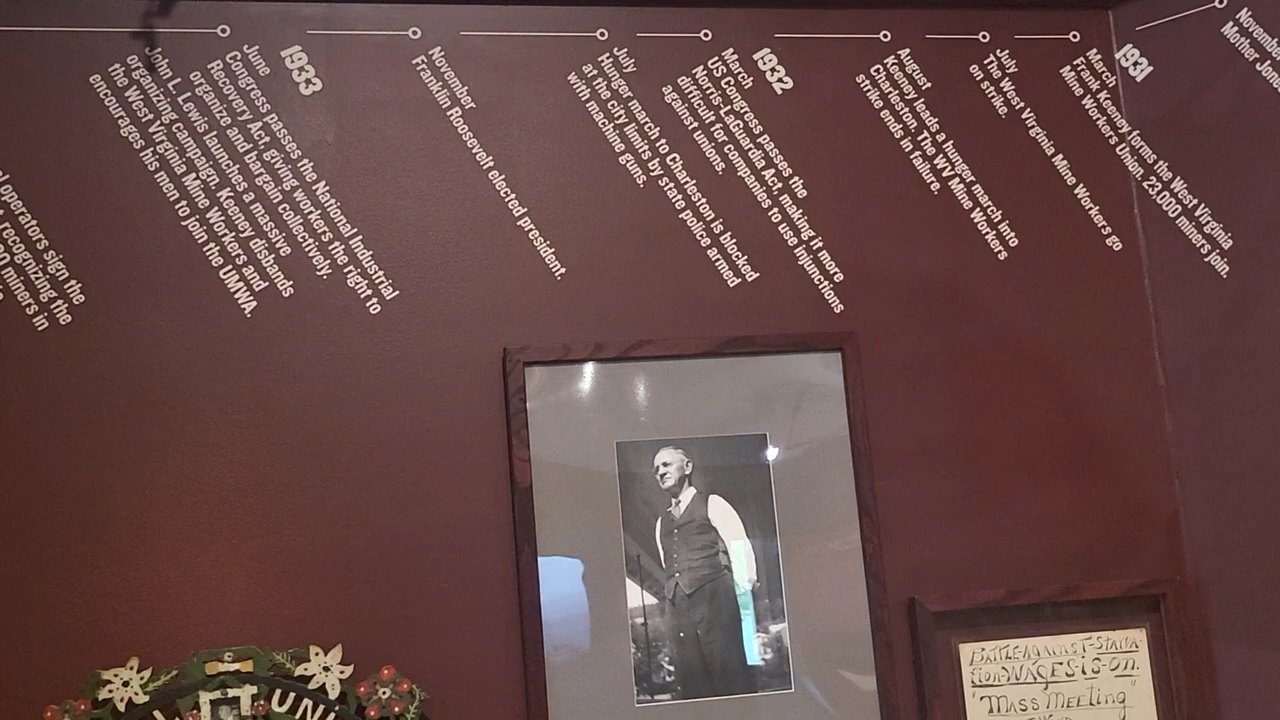 1933
June
Congress passes the National Industrial
Recovery Act, giving workers the right to
organize and bargain collectively.
John L. Lewis launches a massive
organizing campaign. Keeney disbands
the West Virginia Mine Workers and
encourages his men to join the UMWA.
operators sign the
recognizing the
miners in
November
Franklin Roosevelt elected president.
July
Hunger march to Charleston is blocked
at the city limits by state police armed
with machine guns.
1932
March
US Congress passes the
Norris-LaGuardia Act, making it more
difficult for companies to use injunctions
against unions.
August
Keeney leads a hunger march into
Charleston. The WV Mine Workers
strike ends in failure.
July
The West Virginia Mine Workers go
on strike.
1931
March
Frank Keeney forms the West Virginia
Mine Workers Union. 23,000 miners join.
Mother
BATTLE-AGAINST-STARVA-
tion-WAGES-is-ON.
"MASS MEETING"